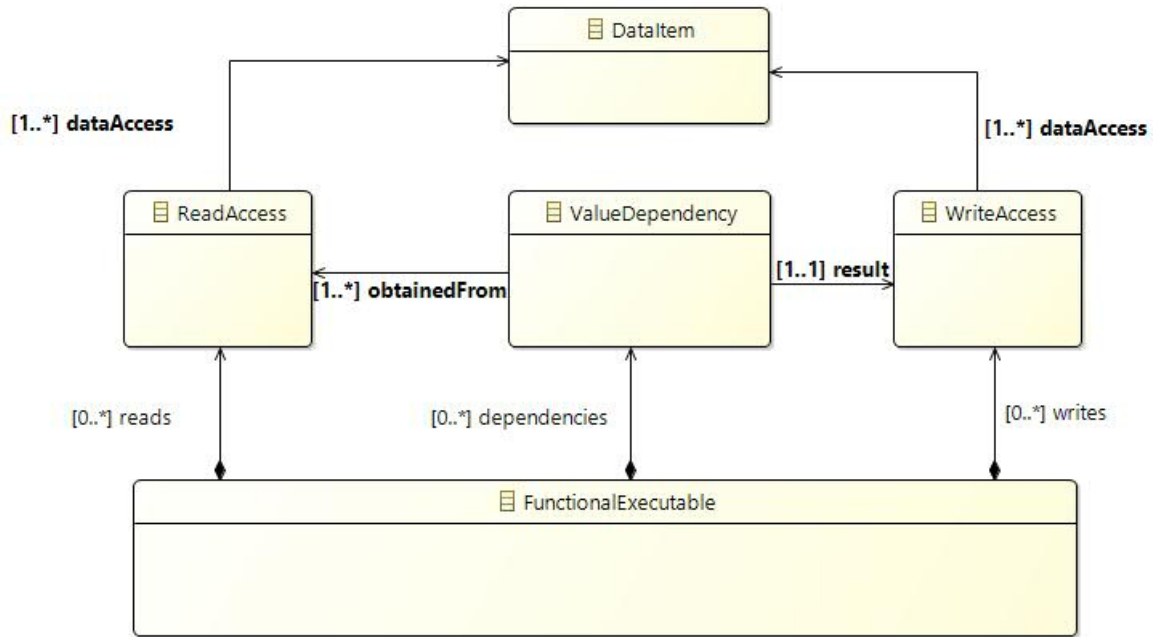 DataItem
[1..*] dataAccess
[1..*] dataAccess
ReadAccess
ValueDependency
WriteAccess
[1..*] obtainedFrom
[1..1] result
[0..*] reads
[0..*] dependencies
[0..*] writes
FunctionalExecutable